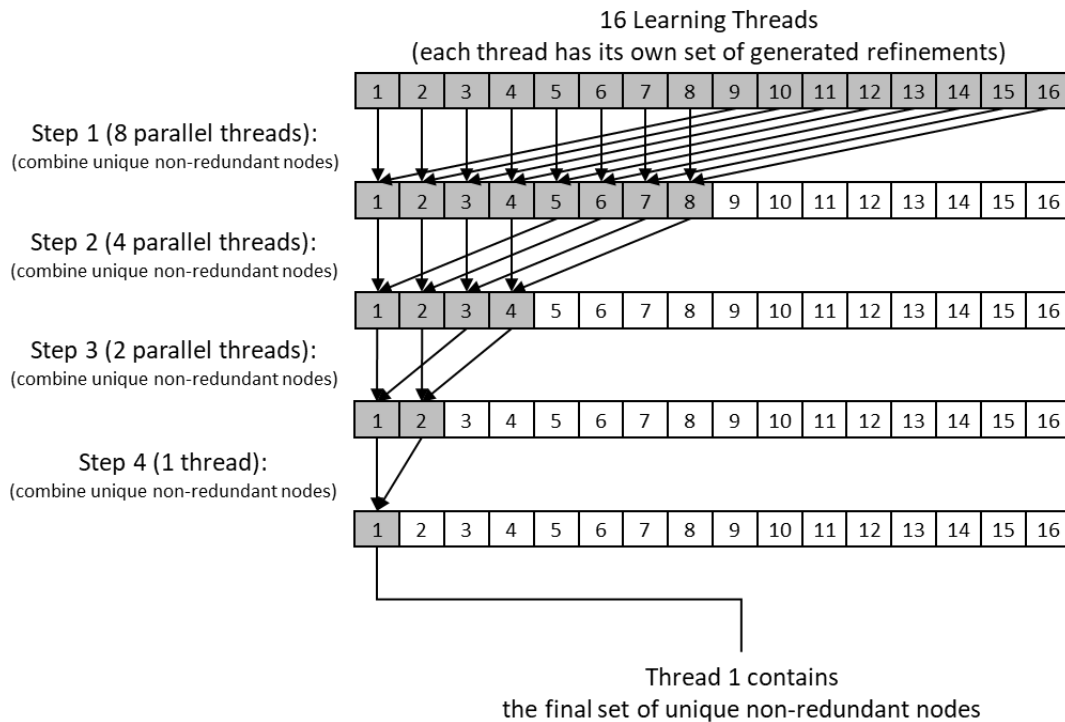 16 Learning Threads
(each thread has its own set of generated refinements)
1 2 3 4 5 6 7 8 9 10 11 12 13 14 15 16
Step 1 (8 parallel threads):
(combine unique non-redundant nodes)
1 2 3 4 5 6 7 8 9 10 11 12 13 14 15 16
Step 2 (4 parallel threads):
(combine unique non-redundant nodes)
1 2 3 4 5 6 7 8 9 10 11 12 13 14 15 16
Step 3 (2 parallel threads):
(combine unique non-redundant nodes)
1 2 3 4 5 6 7 8 9 10 11 12 13 14 15 16
Step 4 (1 thread):
(combine unique non-redundant nodes)
1 2 3 4 5 6 7 8 9 10 11 12 13 14 15 16
Thread 1 contains
the final set of unique non-redundant nodes